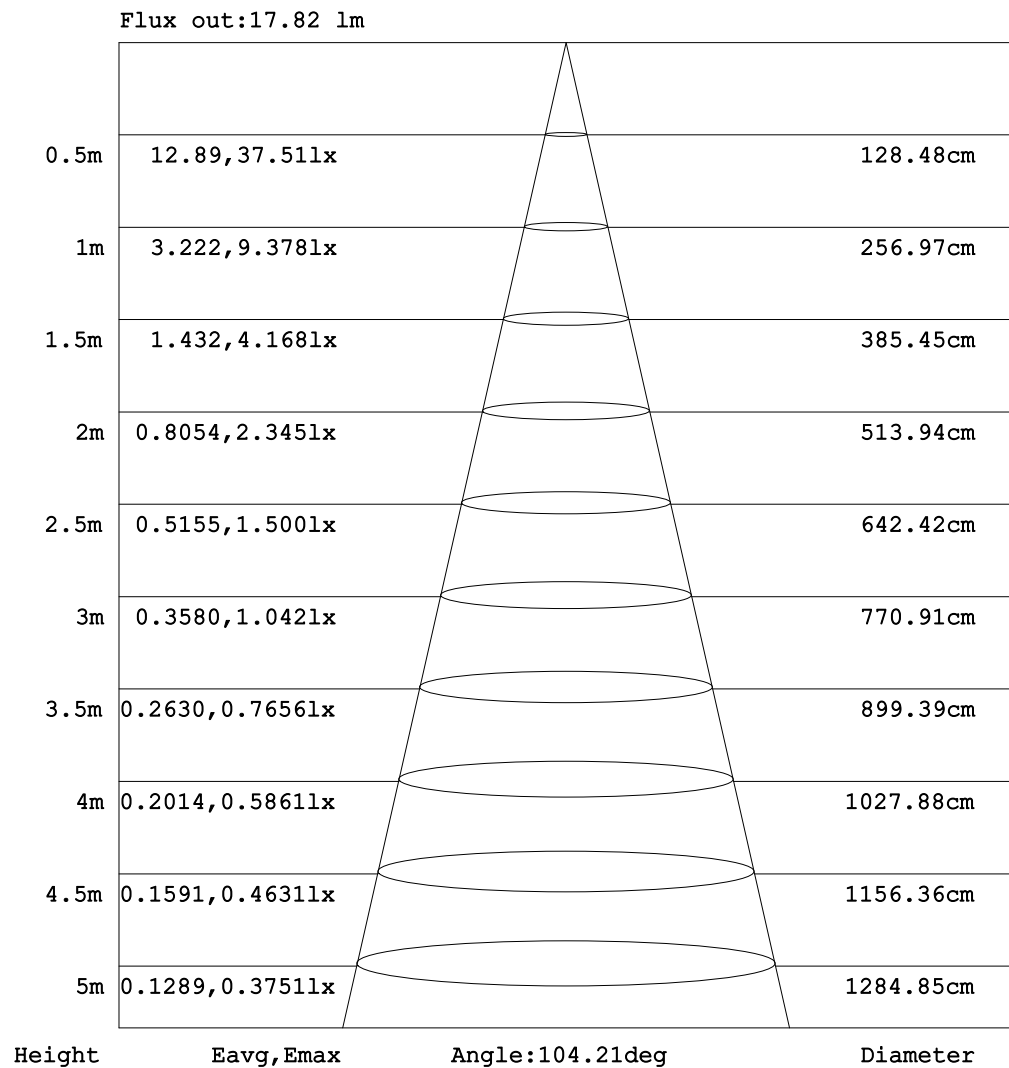 Flux out:17.82 lm
0.5m 12.89,37.51lx 128.48cm
1m 3.222,9.378lx 256.97cm
1.5m 1.432,4.168lx 385.45cm
2m 0.8054,2.345lx 513.94cm
2.5m 0.5155,1.500lx 642.42cm
3m 0.3580,1.042lx 770.91cm
3.5m 0.2630,0.7656lx 899.39cm
4m 0.2014,0.5861lx 1027.88cm
4.5m 0.1591,0.4631lx 1156.36cm
5m 0.1289,0.3751lx 1284.85cm
Height Eavg,Emax Angle:104.21deg Diameter